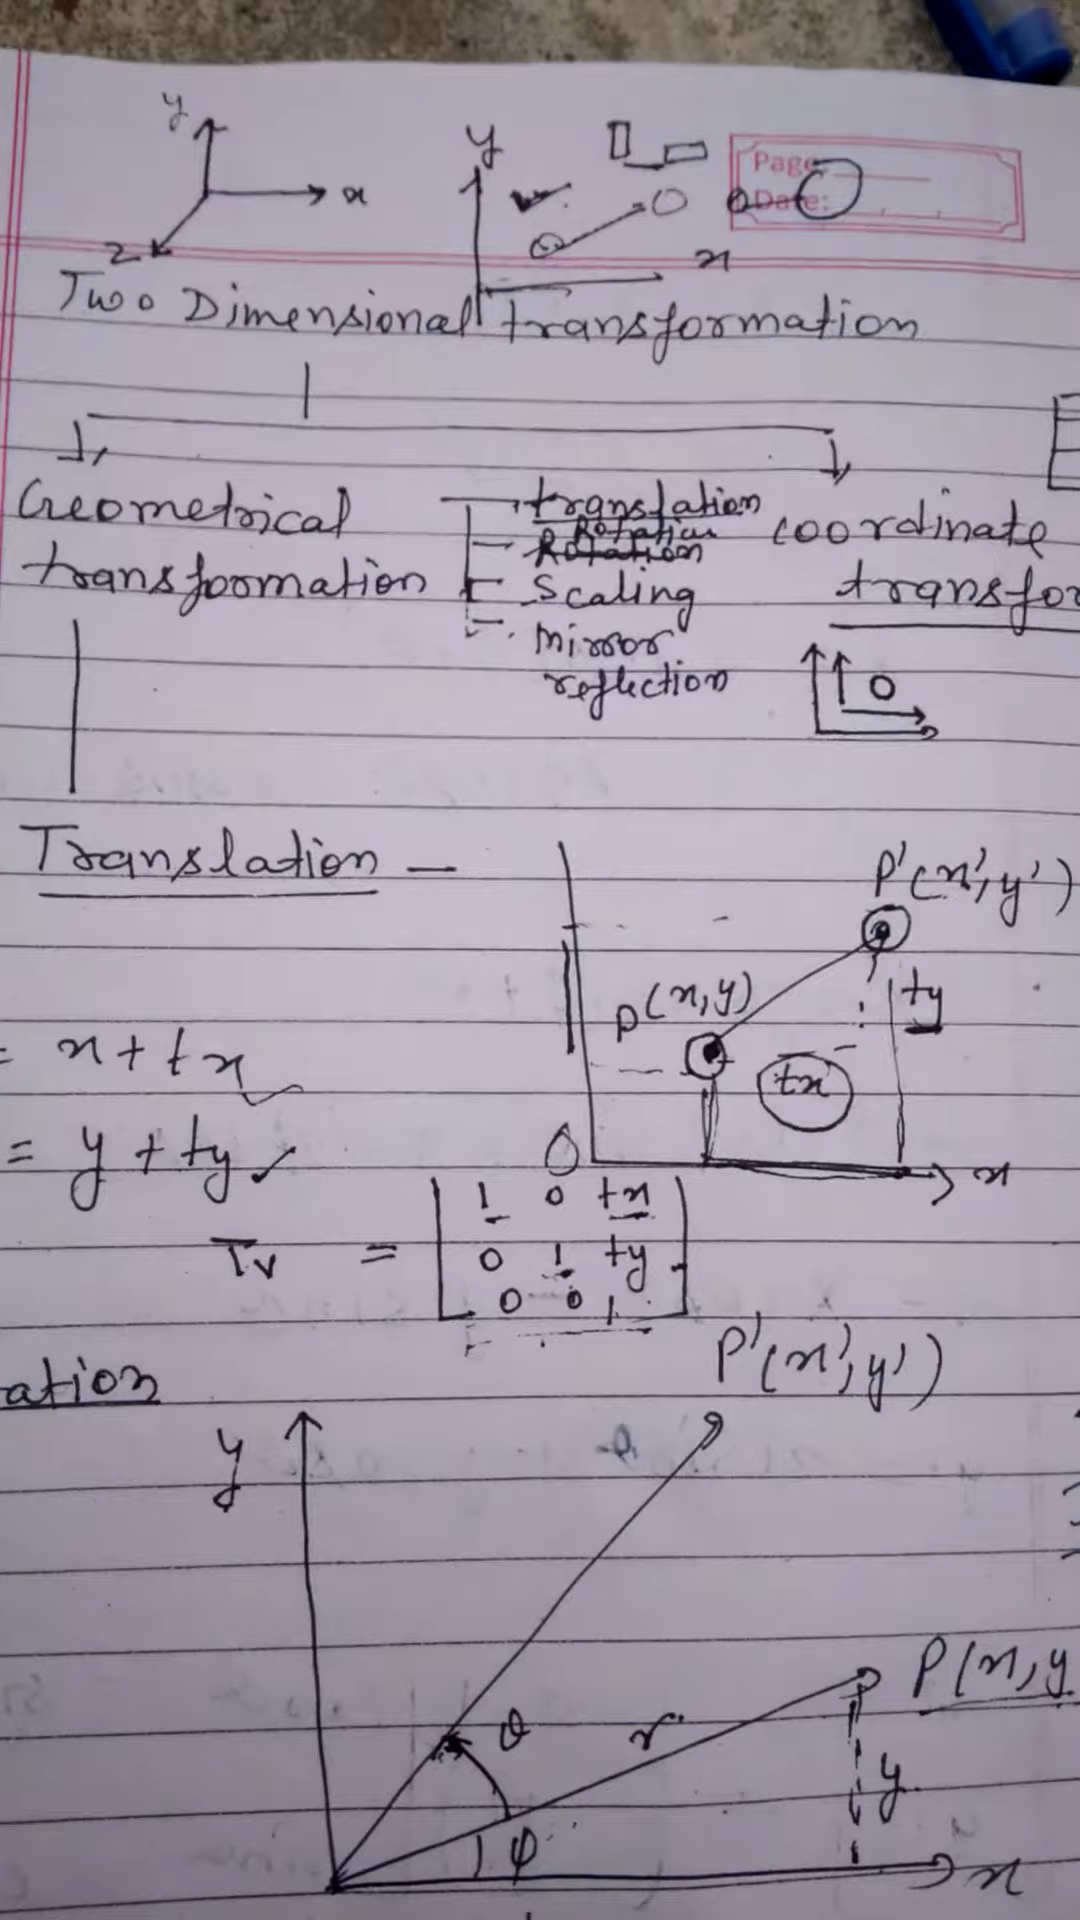 y
y
Page
x
Date:
z
x
Two Dimensional transformation
Geometrical translation coordinate
Rotation
Rotation
transformation Scaling transfor
mirror
reflection
Translation —
P'(x', y')
P(x, y)
ty
= x + tx
tx
= y + ty
O
x
1 0 tx
Tv = 0 1 ty
0 0 1
P'(x', y')
ation
y
P(x, y
θ
r
y
φ
x